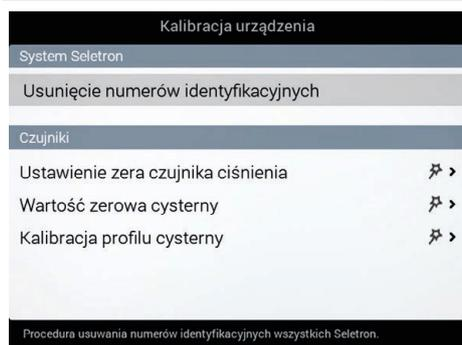 Kalibracja urządzenia
System Seletron
Usunięcie numerów identyfikacyjnych
Czujniki
Ustawienie zera czujnika ciśnienia
Wartość zerowa cysterny
Kalibracja profilu cysterny
Procedura usuwania numerów identyfikacyjnych wszystkich Seletron.